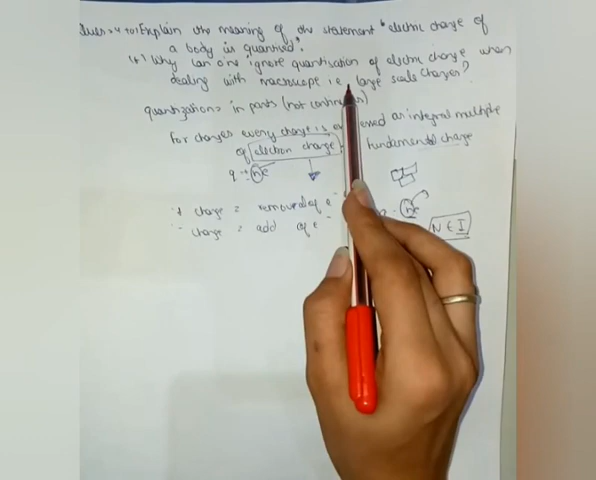 Ques=4 (a) Explain the meaning of the statement "electric charge of
a body is quantised".
(b) Why can one ignore quantisation of electric charge when
dealing with macroscopic i.e. large scale charges?
quantization = in parts (not continuous)
For charges every charge is expressed as integral multiple
of electron charge fundamental charge
q = ne
+ charge = removal of e-
- charge = add of e-
ne
N ∈ I